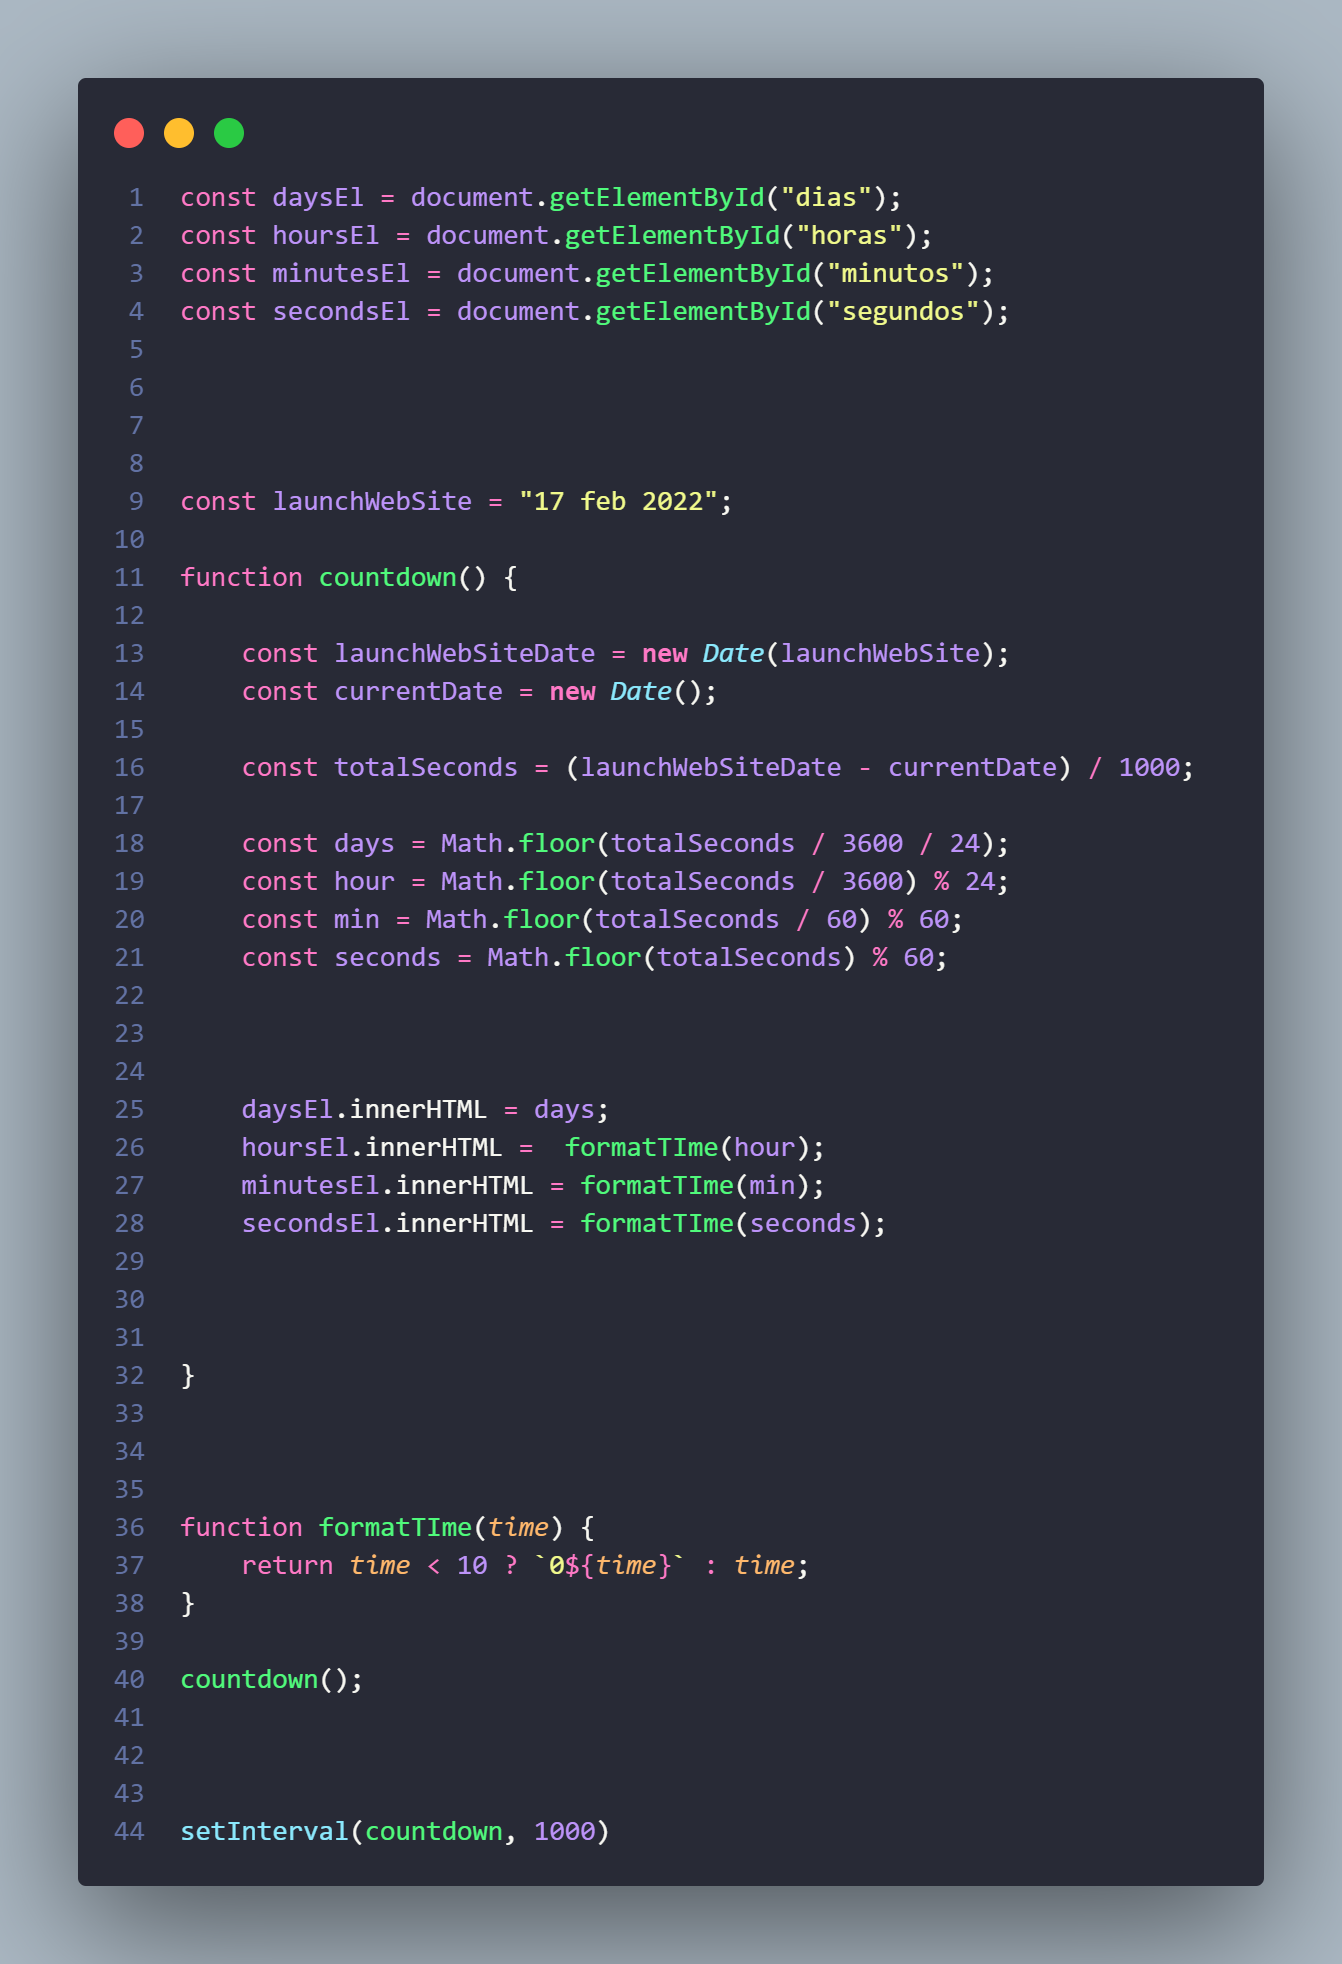 1 const daysEl = document.getElementById("dias");
2 const hoursEl = document.getElementById("horas");
3 const minutesEl = document.getElementById("minutos");
4 const secondsEl = document.getElementById("segundos");
5
6
7
8
9 const launchWebSite = "17 feb 2022";
10
11 function countdown() {
12
13     const launchWebSiteDate = new Date(launchWebSite);
14     const currentDate = new Date();
15
16     const totalSeconds = (launchWebSiteDate - currentDate) / 1000;
17
18     const days = Math.floor(totalSeconds / 3600 / 24);
19     const hour = Math.floor(totalSeconds / 3600) % 24;
20     const min = Math.floor(totalSeconds / 60) % 60;
21     const seconds = Math.floor(totalSeconds) % 60;
22
23
24
25     daysEl.innerHTML = days;
26     hoursEl.innerHTML =  formatTIme(hour);
27     minutesEl.innerHTML = formatTIme(min);
28     secondsEl.innerHTML = formatTIme(seconds);
29
30
31
32 }
33
34
35
36 function formatTIme(time) {
37     return time < 10 ? `0${time}` : time;
38 }
39
40 countdown();
41
42
43
44 setInterval(countdown, 1000)